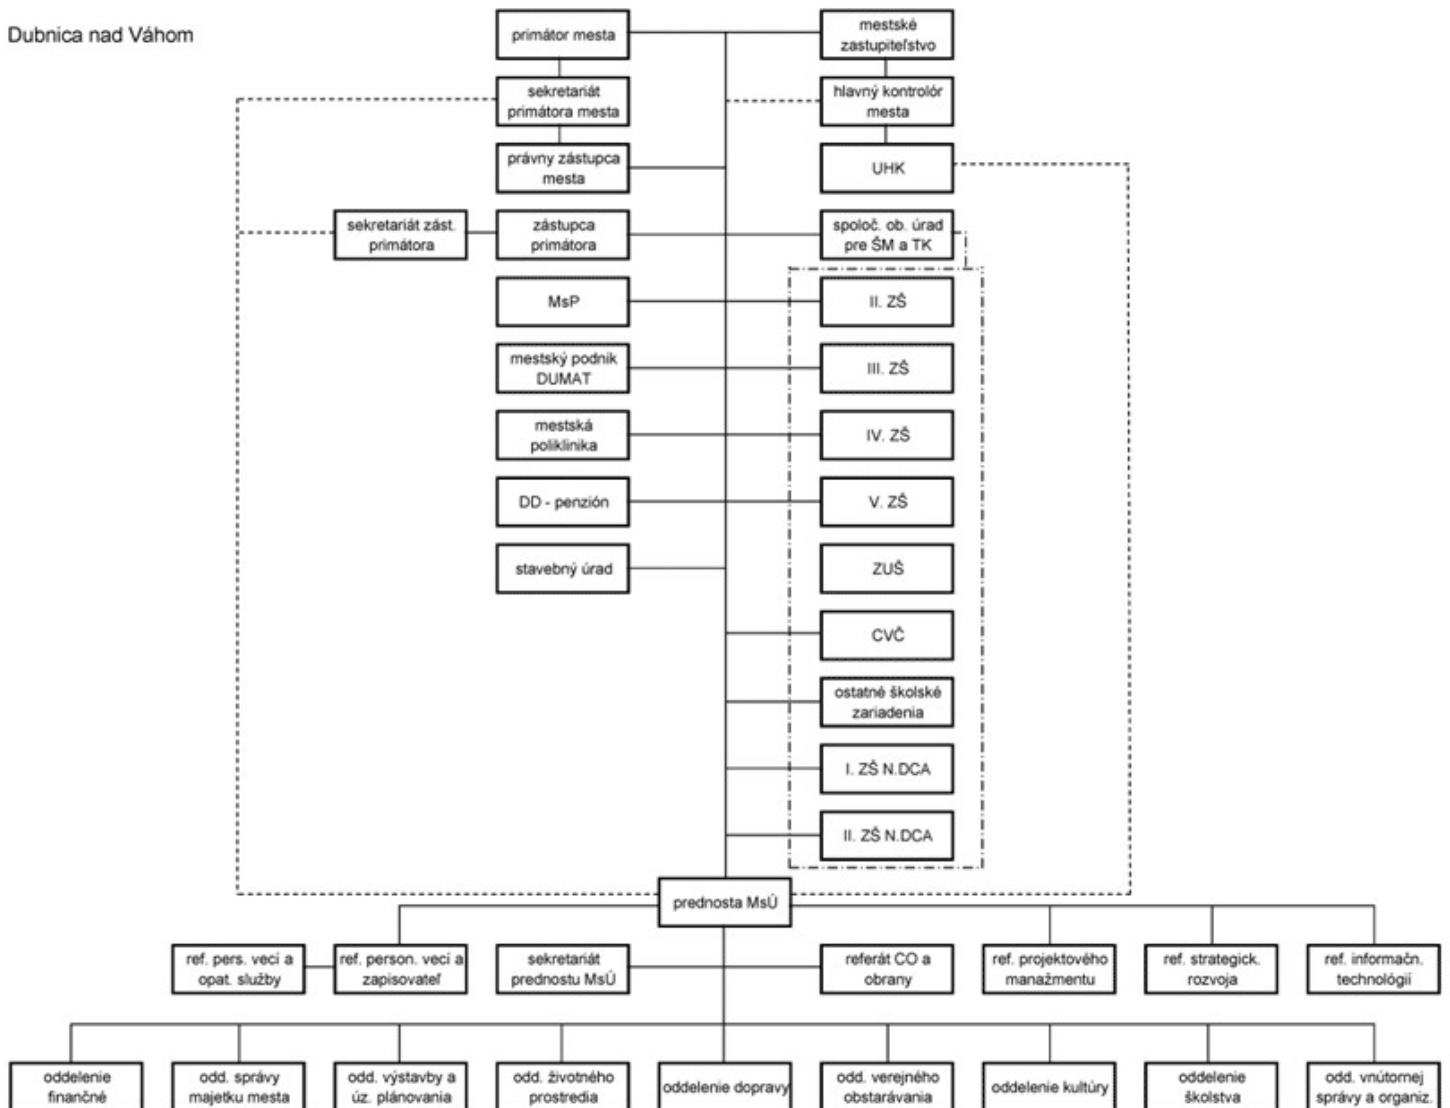 Dubnica nad Váhom
primátor mesta
mestské
zastupiteľstvo
sekretariát
primátora mesta
hlavný kontrolór
mesta
právny zástupca
mesta
UHK
sekretariát zást.
primátora
zástupca
primátora
spoloč. ob. úrad
pre ŠM a TK
MsP
II. ZŠ
mestský podnik
DUMAT
III. ZŠ
mestská
poliklinika
IV. ZŠ
DD - penzión
V. ZŠ
stavebný úrad
ZUŠ
CVČ
ostatné školské
zariadenia
I. ZŠ N.DCA
II. ZŠ N.DCA
prednosta MsÚ
ref. pers. vecí a
opat. služby
ref. person. vecí a
zapisovateľ
sekretariát
prednostu MsÚ
referát CO a
obrany
ref. projektového
manažmentu
ref. strategick.
rozvoja
ref. informačn.
technológií
oddelenie
finančné
odd. správy
majetku mesta
odd. výstavby a
úz. plánovania
odd. životného
prostredia
oddelenie dopravy
odd. verejného
obstarávania
oddelenie kultúry
oddelenie
školstva
odd. vnútornej
správy a organiz.